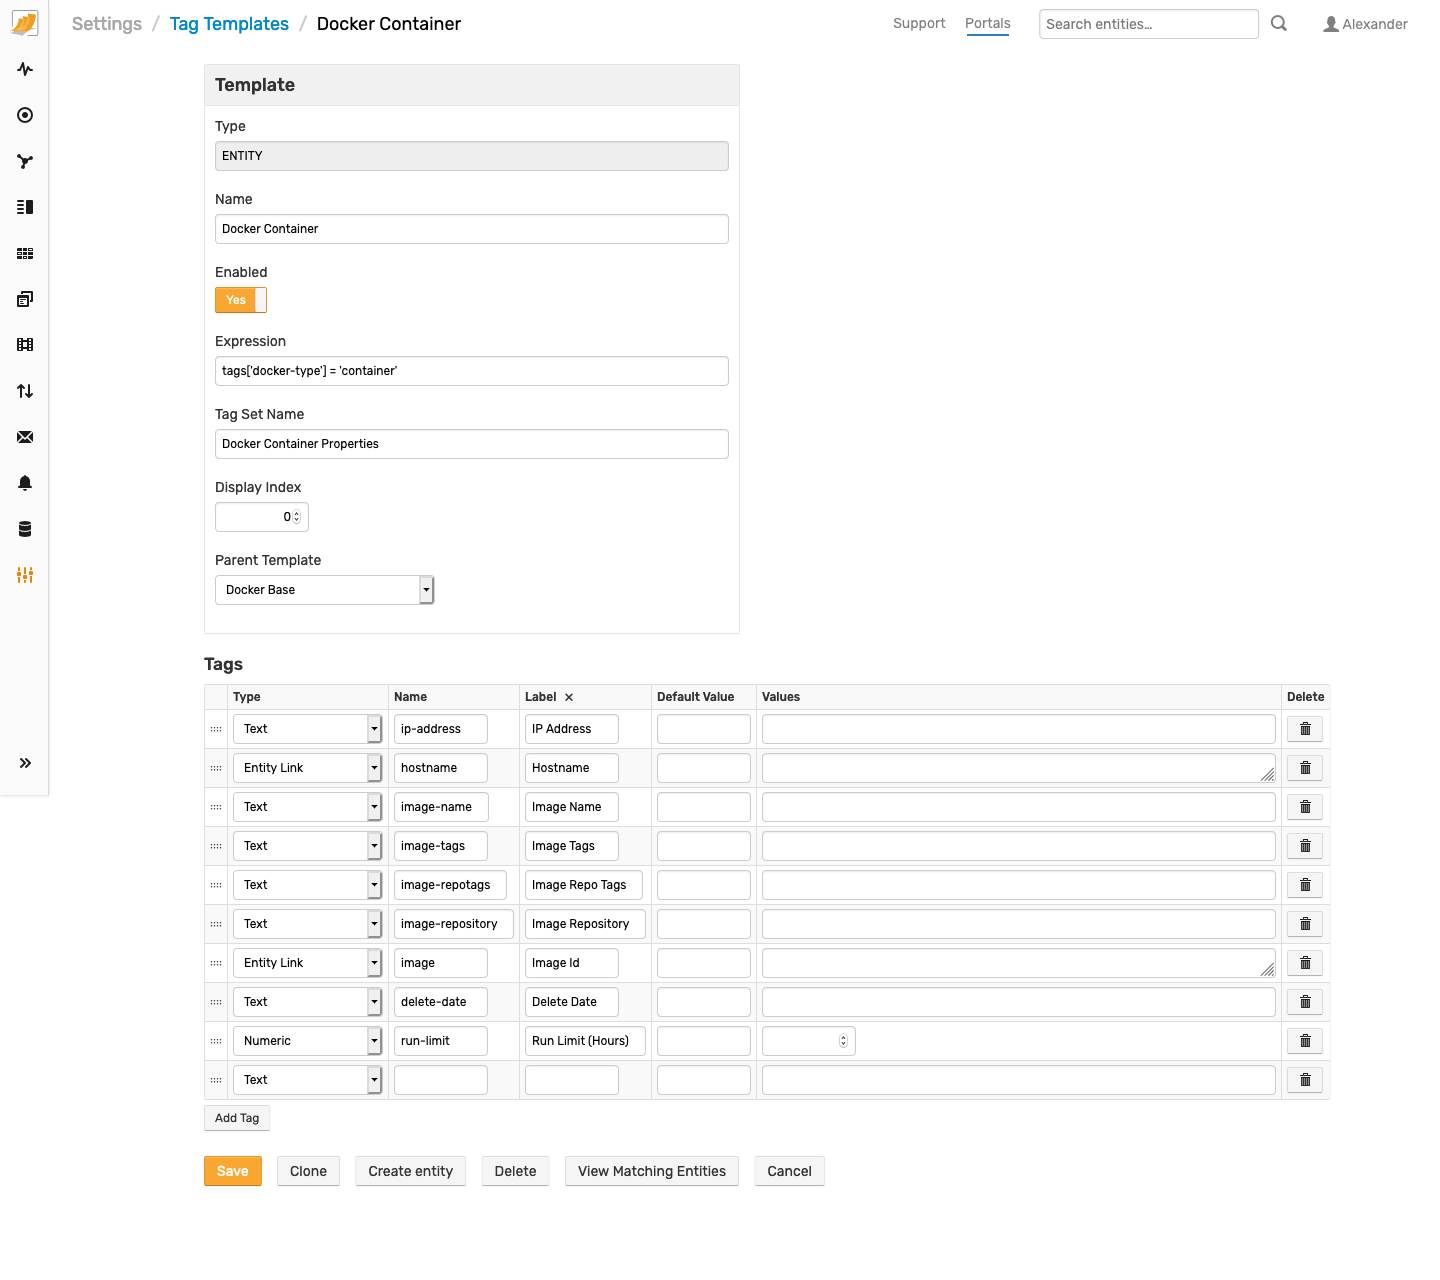 Settings / Tag Templates / Docker Container
Support Portals Search entities… Alexander
Template
Type
ENTITY
Name
Docker Container
Enabled
Yes
Expression
tags['docker-type'] = 'container'
Tag Set Name
Docker Container Properties
Display Index
0
Parent Template
Docker Base
Tags
Type Name Label × Default Value Values Delete
Text ip-address IP Address
Entity Link hostname Hostname
Text image-name Image Name
Text image-tags Image Tags
Text image-repotags Image Repo Tags
Text image-repository Image Repository
Entity Link image Image Id
Text delete-date Delete Date
Numeric run-limit Run Limit (Hours)
Text
Add Tag
Save Clone Create entity Delete View Matching Entities Cancel